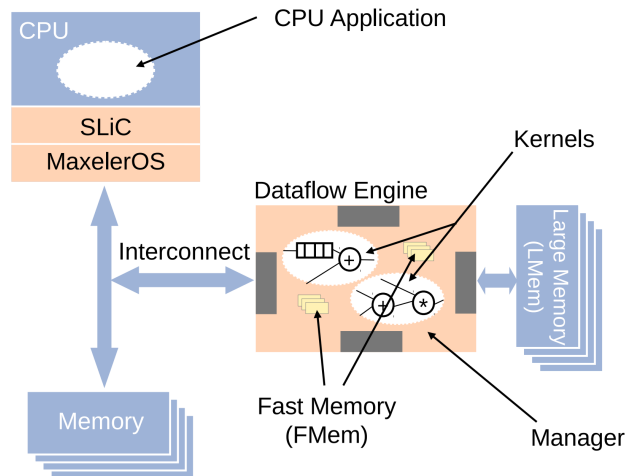 CPU Application
CPU
SLiC
MaxelerOS
Kernels
Dataflow Engine
Interconnect
+
+
*
Large Memory
(LMem)
Memory
Fast Memory
(FMem)
Manager